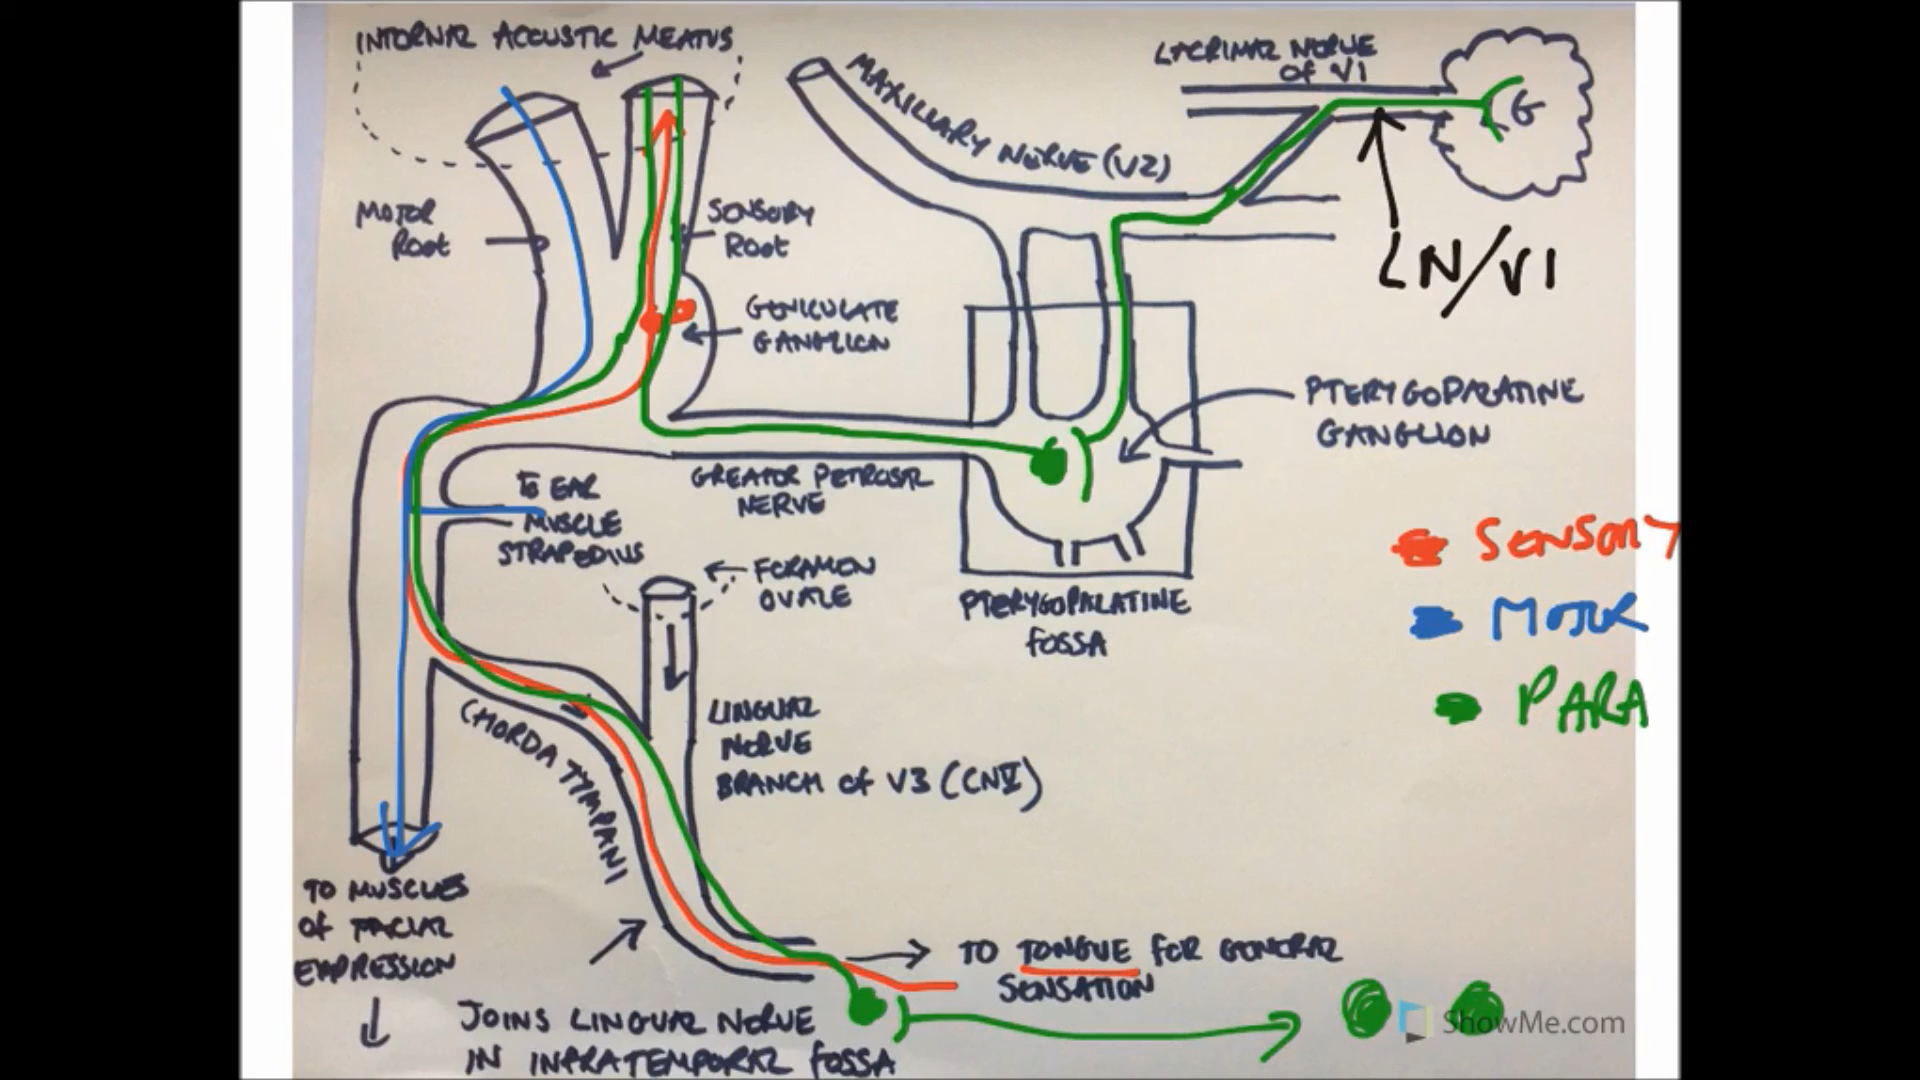 INTERNAL ACCUSTIC MEATUS
MAXILLARY NERVE (V2)
LACRIMAL NERVE
of V1
G
MOTOR
ROOT
SENSORY
ROOT
LN/V1
GENICULATE
GANGLION
PTERYGOPALATINE
GANGLION
GREATER PETROSAL
NERVE
TO EAR
MUSCLE
STRAPEDIUS
FORAMEN
OVALE
PTERYGOPALATINE
FOSSA
SENSORY
MOTOR
PARA
CHORDA TYMPANI
LINGUAL
NERVE
BRANCH of V3 (CNV)
TO MUSCLES
of FACIAL
EXPRESSION
TO TONGUE FOR GENERAL
SENSATION
JOINS LINGUAL NERVE
IN INFRATEMPORAL FOSSA
ShowMe.com